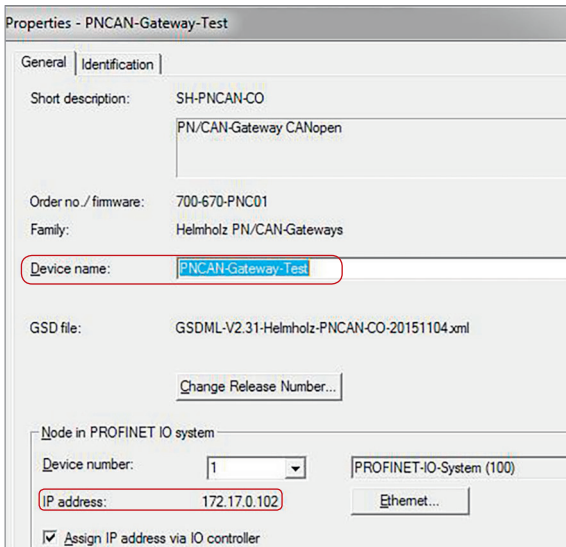 Properties - PNCAN-Gateway-Test
General Identification
Short description: SH-PNCAN-CO
PN/CAN-Gateway CANopen
Order no./ firmware: 700-670-PNC01
Family: Helmholz PN/CAN-Gateways
Device name: PNCAN-Gateway-Test
GSD file: GSDML-V2.31-Helmholz-PNCAN-CO-20151104.xml
Change Release Number...
Node in PROFINET IO system
Device number: 1 PROFINET-IO-System (100)
IP address: 172.17.0.102 Ethernet...
Assign IP address via IO controller